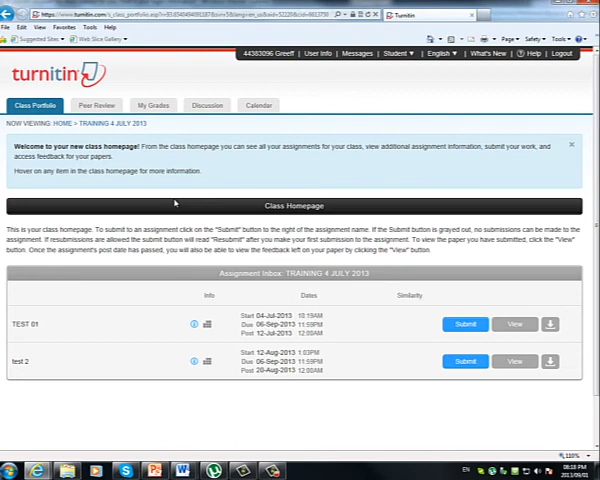 Turnitin
File Edit View Favorites Tools Help
Suggested Sites Web Slice Gallery
Page Safety Tools
44383096 Greeff | User Info | Messages | Student | English | What's New | Help | Logout
turnitin
Class Portfolio Peer Review My Grades Discussion Calendar
NOW VIEWING: HOME > TRAINING 4 JULY 2013
Welcome to your new class homepage! From the class homepage you can see all your assignments for your class, view additional assignment information, submit your work, and
access feedback for your papers.
Hover on any item in the class homepage for more information.
Class Homepage
This is your class homepage. To submit to an assignment click on the "Submit" button to the right of the assignment name. If the Submit button is grayed out, no submissions can be made to the
assignment. If resubmissions are allowed the submit button will read "Resubmit" after you make your first submission to the assignment. To view the paper you have submitted, click the "View"
button. Once the assignment's post date has passed, you will also be able to view the feedback left on your paper by clicking the "View" button.
Assignment Inbox: TRAINING 4 JULY 2013
Info Dates Similarity
Start 04-Jul-2013 10:19AM
TEST 01 Due 06-Sep-2013 11:59PM Submit View
Post 12-Jul-2013 12:00AM
Start 12-Aug-2013 1:03PM
test 2 Due 06-Sep-2013 11:59PM Submit View
Post 20-Aug-2013 12:00AM
110%
EN 08:18 PM
2013/09/01